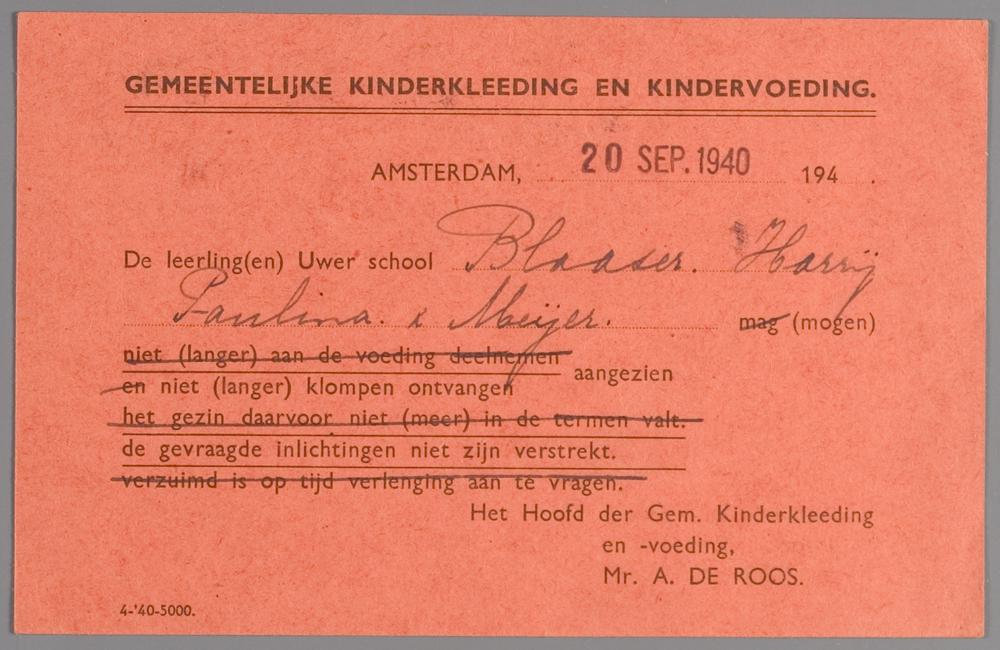 GEMEENTELIJKE KINDERKLEEDING EN KINDERVOEDING.
AMSTERDAM, 20 SEP. 1940 194 .
De leerling(en) Uwer school Blaaser. Harrij
Paulina. & Meijer. mag (mogen)
niet (langer) aan de voeding deelnemen
aangezien
en niet (langer) klompen ontvangen
het gezin daarvoor niet (meer) in de termen valt.
de gevraagde inlichtingen niet zijn verstrekt.
verzuimd is op tijd verlenging aan te vragen.
Het Hoofd der Gem. Kinderkleeding
en -voeding,
Mr. A. DE ROOS.
4-'40-5000.